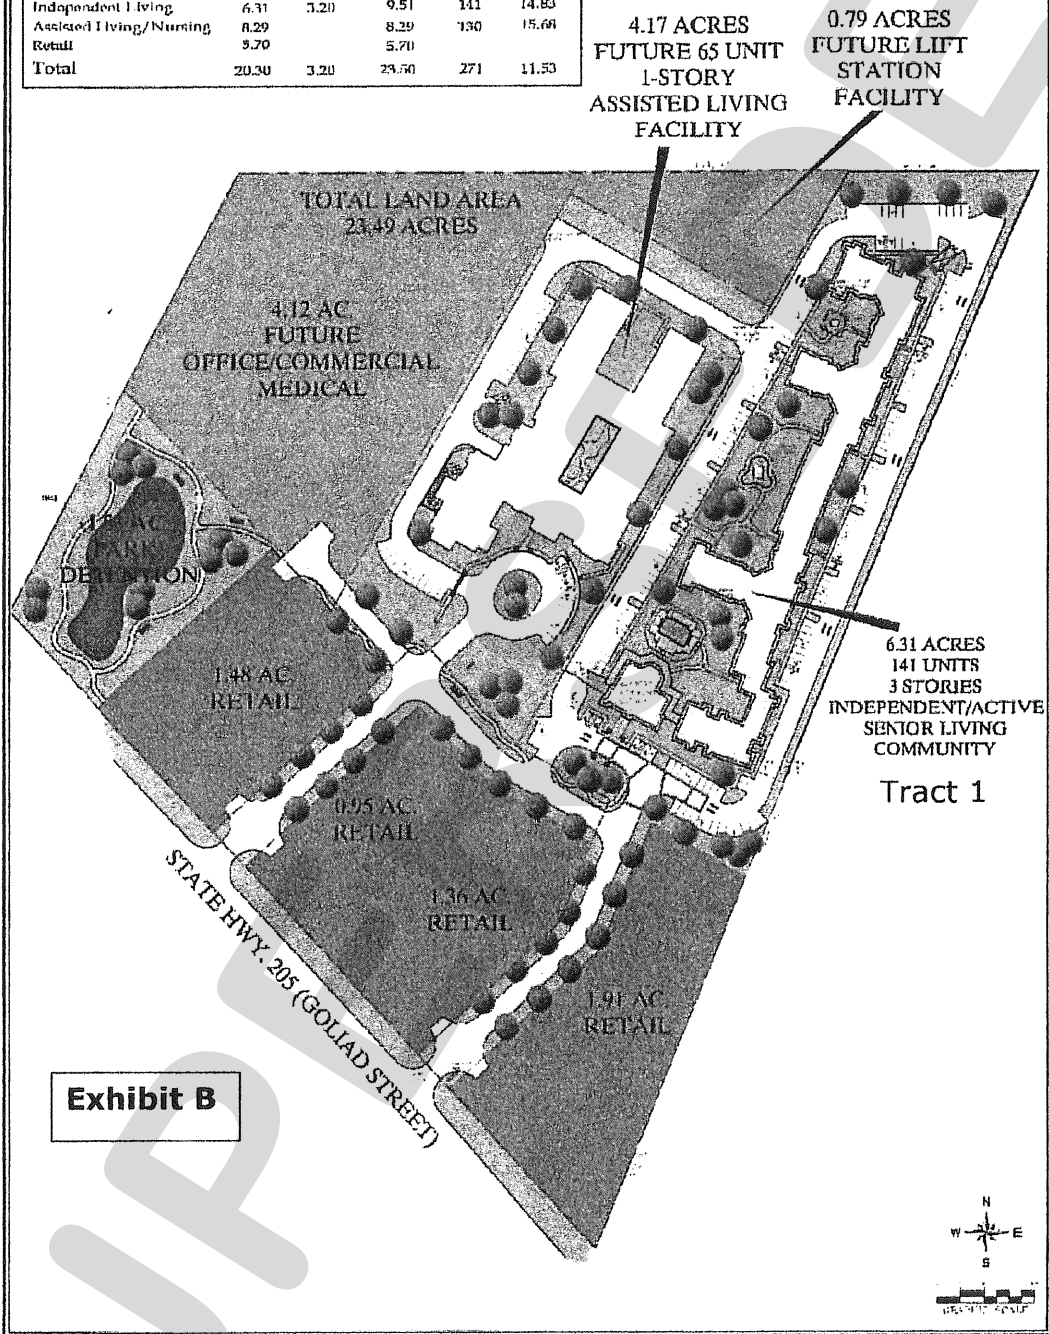 Independent Living 6.31 3.20 9.51 141 14.83
Assisted Living/Nursing 8.29 8.29 130 15.68
Retail 5.70 5.70
Total 20.30 3.20 23.50 271 11.53
4.17 ACRES
FUTURE 65 UNIT
1-STORY
ASSISTED LIVING
FACILITY
0.79 ACRES
FUTURE LIFT
STATION
FACILITY
TOTAL LAND AREA
23.49 ACRES
4.12 AC.
FUTURE
OFFICE/COMMERCIAL
MEDICAL
AC.
PARK
DETENTION)
1.48 AC.
RETAIL
6.31 ACRES
141 UNITS
3 STORIES
INDEPENDENT/ACTIVE
SENIOR LIVING
COMMUNITY
Tract 1
0.95 AC.
RETAIL
1.36 AC.
RETAIL
1.91 AC.
RETAIL
STATE HWY. 205 (GOLIAD STREET)
Exhibit B
N
W E
S
GRAPHIC SCALE